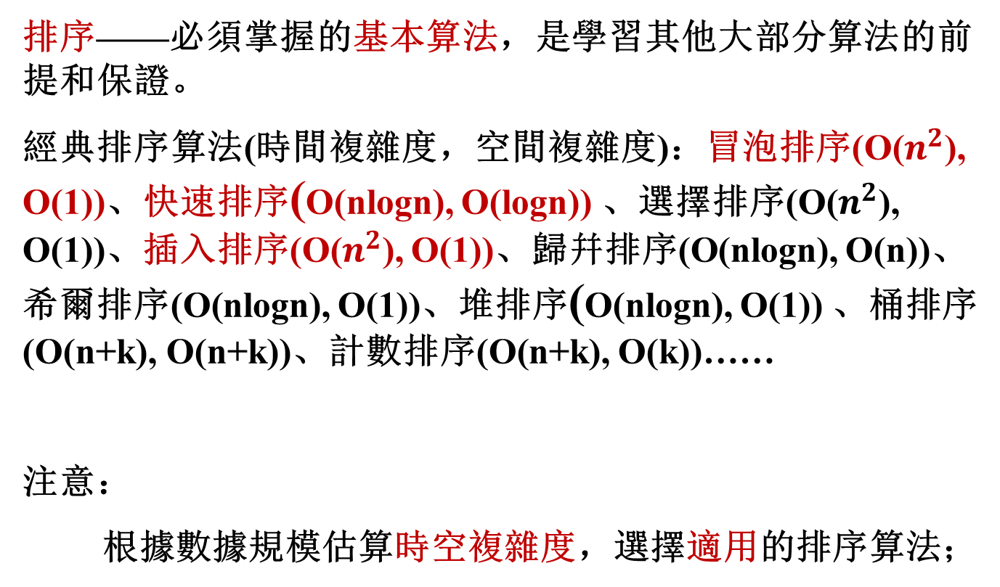 排序——必須掌握的基本算法，是學習其他大部分算法的前
提和保證。
經典排序算法(時間複雜度，空間複雜度)：冒泡排序(O(n²),
O(1))、快速排序(O(nlogn), O(logn)) 、選擇排序(O(n²),
O(1))、插入排序(O(n²), O(1))、歸幷排序(O(nlogn), O(n))、
希爾排序(O(nlogn), O(1))、堆排序(O(nlogn), O(1)) 、桶排序
(O(n+k), O(n+k))、計數排序(O(n+k), O(k))……
注意：
根據數據規模估算時空複雜度，選擇適用的排序算法；